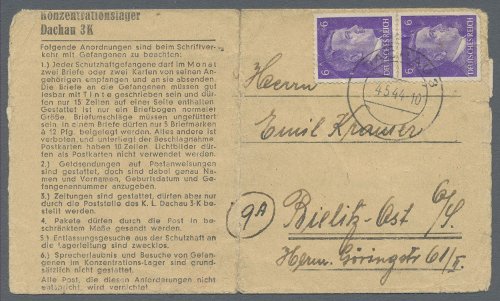 Konzentrationslager
Dachau 3K
Folgende Anordnungen sind beim Schriftver-
kehr mit Gefangenen zu beachten:
1.) Jeder Schutzhaftgefangene darf im Monat
zwei Briefe oder zwei Karten von seinen An-
gehörigen empfangen und an sie absenden.
Die Briefe an die Gefangenen müssen gut
lesbar mit Tinte geschrieben sein und dür-
fen nur 15 Zeilen auf einer Seite enthalten
Gestattet ist nur ein Briefbogen normaler
Größe. Briefumschläge müssen ungefüttert
sein. In einem Briefe dürfen nur 5 Briefmarken
à 12 Pfg. beigelegt werden. Alles andere ist
verboten, und unterliegt der Beschlagnahme.
Postkarten haben 10 Zeilen. Lichtbilder dür-
fen als Postkarten nicht verwendet werden.
2.) Geldsendungen auf Postanweisungen
sind gestattet, doch sind dabei genau Na-
men und Vornamen, Geburtsdatum und Ge-
fangenennummer anzugeben.
3.) Zeitungen sind gestattet, dürfen aber nur
durch die Poststelle des K. L. Dachau 3 K be-
stellt werden.
4. Pakete dürfen durch die Post in be-
schränktem Maße gesandt werden.
5.) Entlassungsgesuche aus der Schutzhaft an
die Lagerleitung sind zwecklos.
6.) Sprecherlaubnis und Besuche von Gefan-
genen im Konzentrations-Lager sind grund-
sätzlich nicht gestattet.
Alle Post, die diesen Anforderungen nicht
entspricht, wird vernichtet!
6 DEUTSCHES REICH
6 DEUTSCHES REICH
4.5.44-10
Herrn
Emil Krauser
9A
Bielitz-Ost O/S.
Herm. Göringstr. 61/I